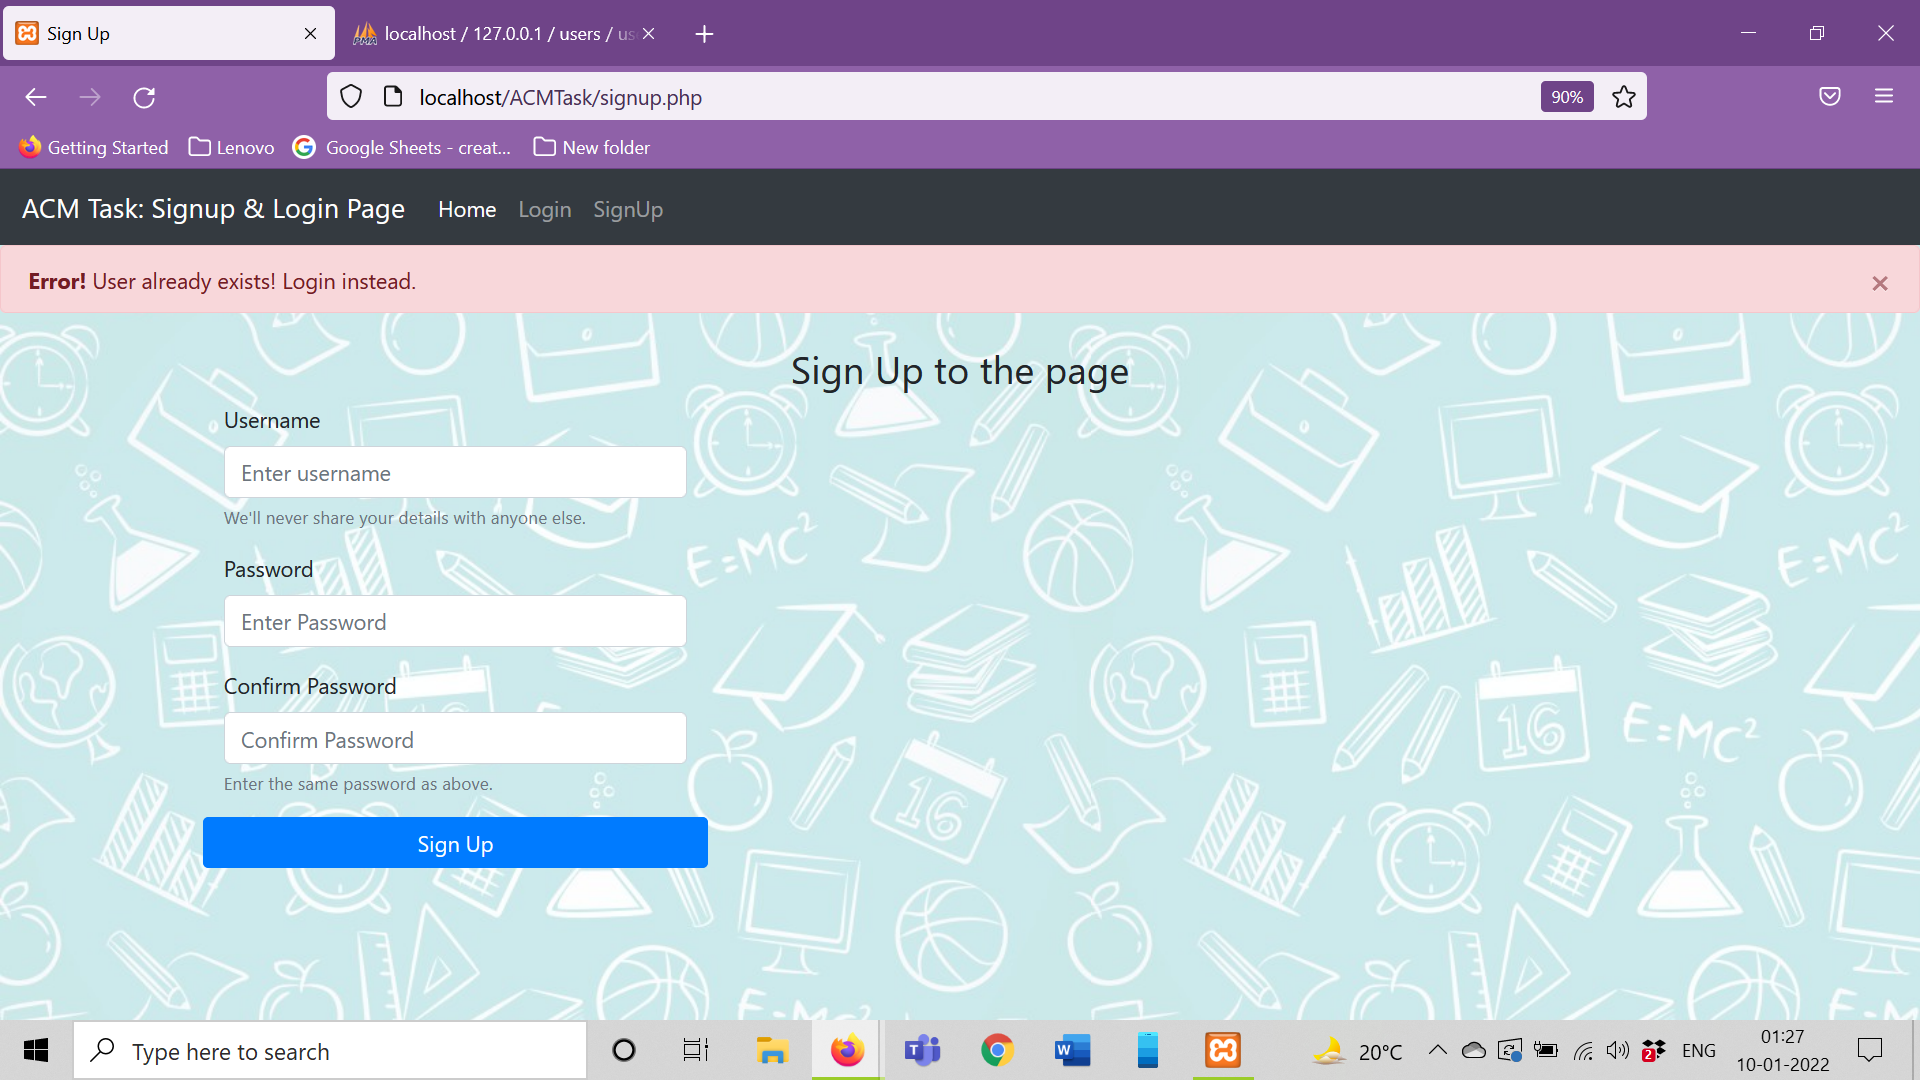 Sign Up
localhost / 127.0.0.1 / users / us
localhost/ACMTask/signup.php
90%
Getting Started
Lenovo
Google Sheets - creat...
New folder
ACM Task: Signup & Login Page
Home
Login
SignUp
Error! User already exists! Login instead.
Sign Up to the page
Username
Enter username
We'll never share your details with anyone else.
Password
Enter Password
Confirm Password
Confirm Password
Enter the same password as above.
Sign Up
E=MC²
E=MC²
E=MC²
16
16
Type here to search
20°C
2
ENG
01:27
10-01-2022